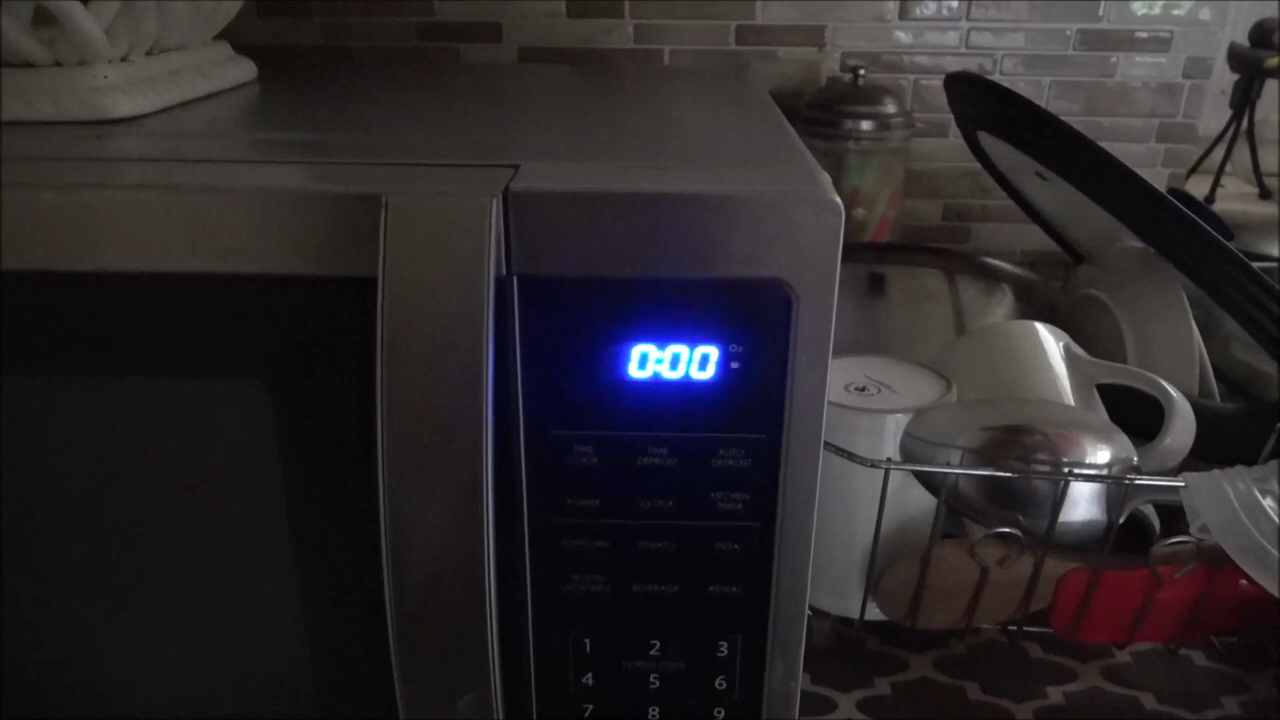 0:00
Oz
TIME COOK
TIME DEFROST
AUTO DEFROST
POWER
CLOCK
KITCHEN TIMER
POPCORN
POTATO
PIZZA
FROZEN VEGETABLE
BEVERAGE
REHEAT
1 2 3
EXPRESS COOK
4 5 6
7 8 9